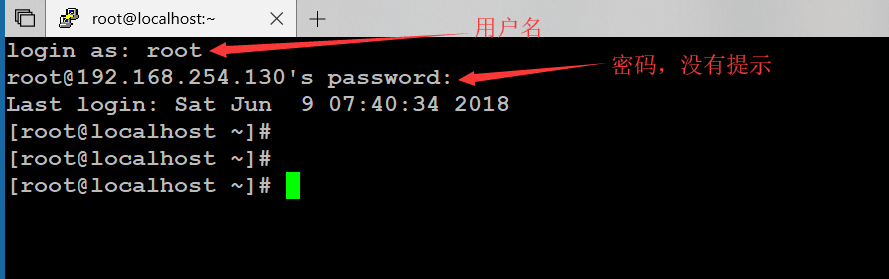 root@localhost:~
login as: root
用户名
root@192.168.254.130's password:
密码，没有提示
Last login: Sat Jun  9 07:40:34 2018
[root@localhost ~]#
[root@localhost ~]#
[root@localhost ~]#